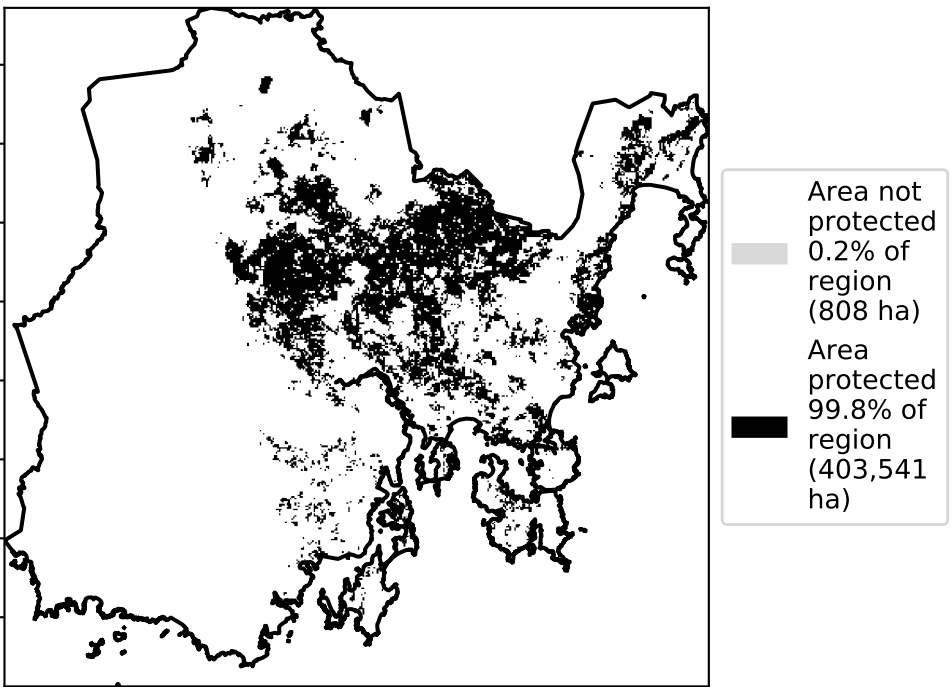 Area not
protected
0.2% of
region
(808 ha)
Area
protected
99.8% of
region
(403,541
ha)